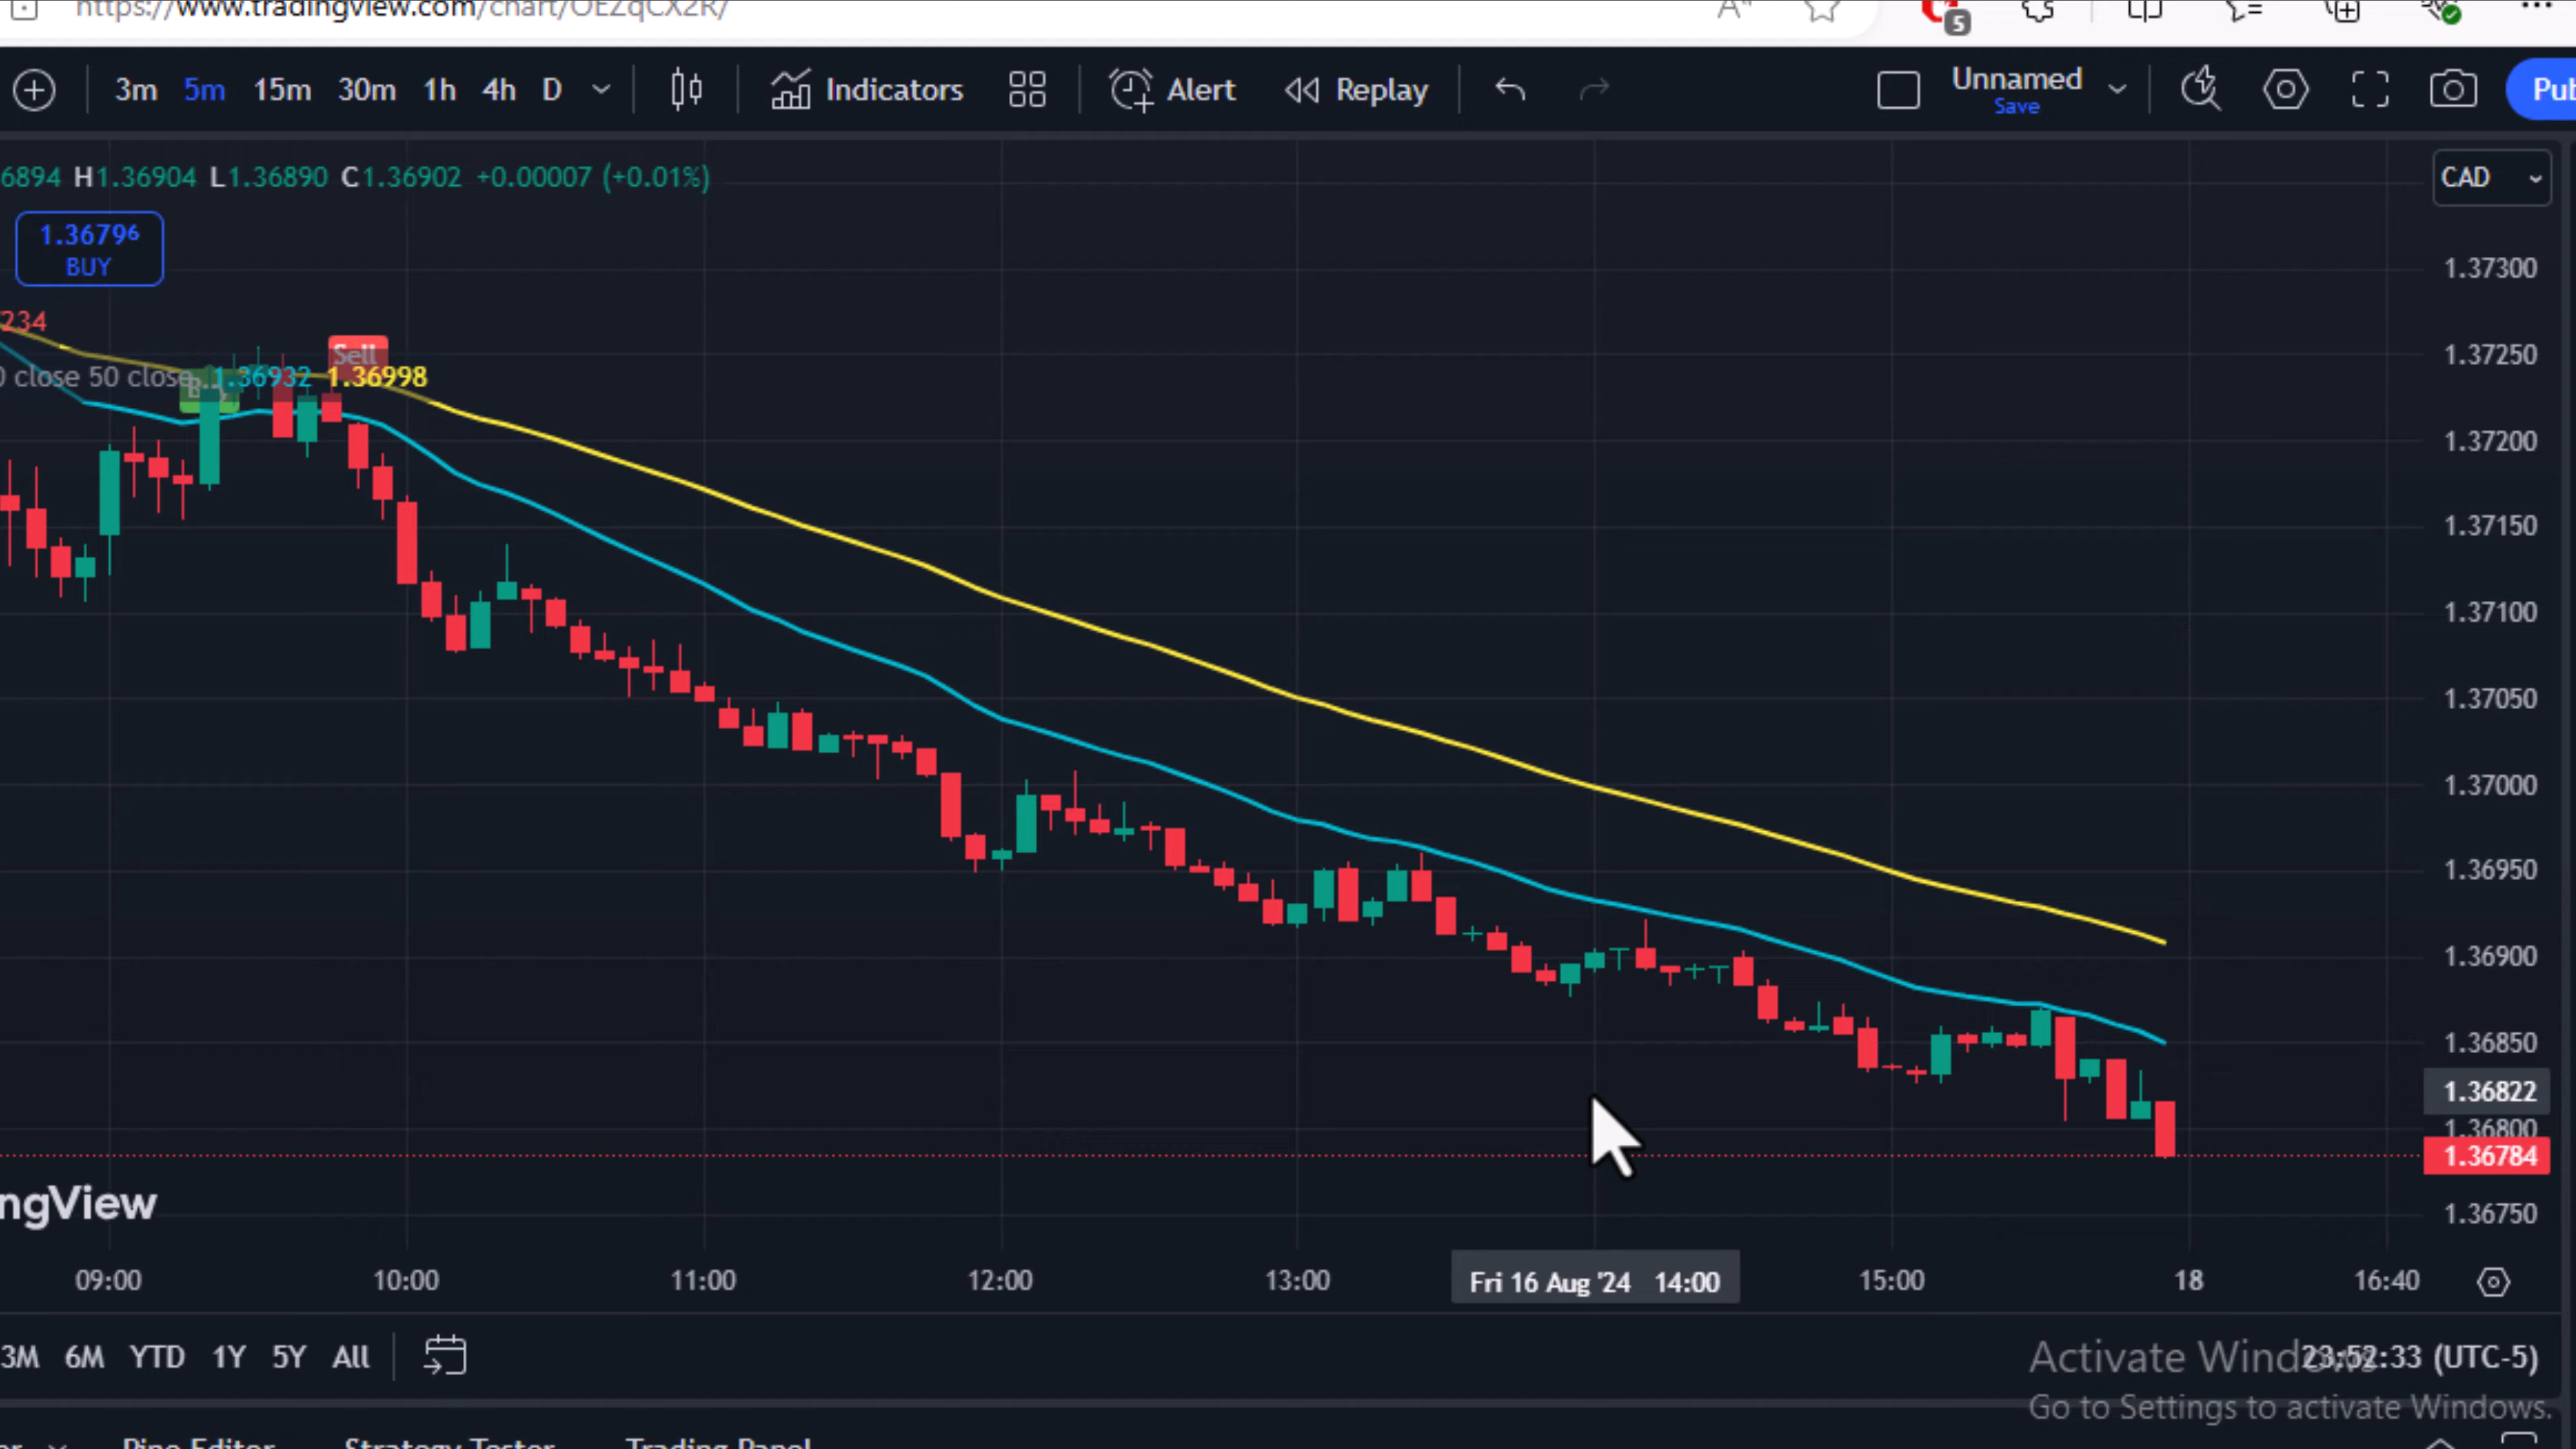 https://www.tradingview.com/chart/OEZqCX2R/
5
3m 5m 15m 30m 1h 4h D Indicators Alert Replay Unnamed Save Pub
6894 H1.36904 L1.36890 C1.36902 +0.00007 (+0.01%)
CAD
1.36796
BUY
1.37300
234
Sell
1.37250
0 close 50 close 1.36932 1.36998
1.37200
1.37150
1.37100
1.37050
1.37000
1.36950
1.36900
1.36850
1.36822
1.36800
1.36784
ngView
1.36750
09:00 10:00 11:00 12:00 13:00 Fri 16 Aug '24 14:00 15:00 18 16:40
3M 6M YTD 1Y 5Y All
23:52:33 (UTC-5)
Activate Windows
Go to Settings to activate Windows.
Pine Editor Strategy Tester Trading Panel